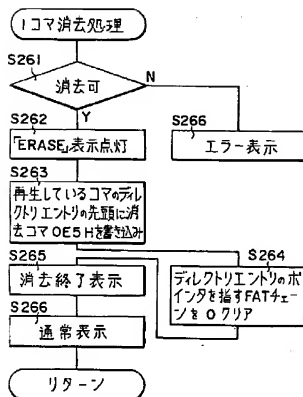 1コマ消去処理
S261
消去可
N
Y
S262
「ERASE」表示点灯
S266
エラー表示
S263
再生しているコマのディレ
クトリエントリの先頭に消
去コマ0E5Hを書き込み
S264
ディレクトリエントリのポ
インタを指すFATチェー
ンを0クリア
S265
消去終了表示
S266
通常表示
リターン